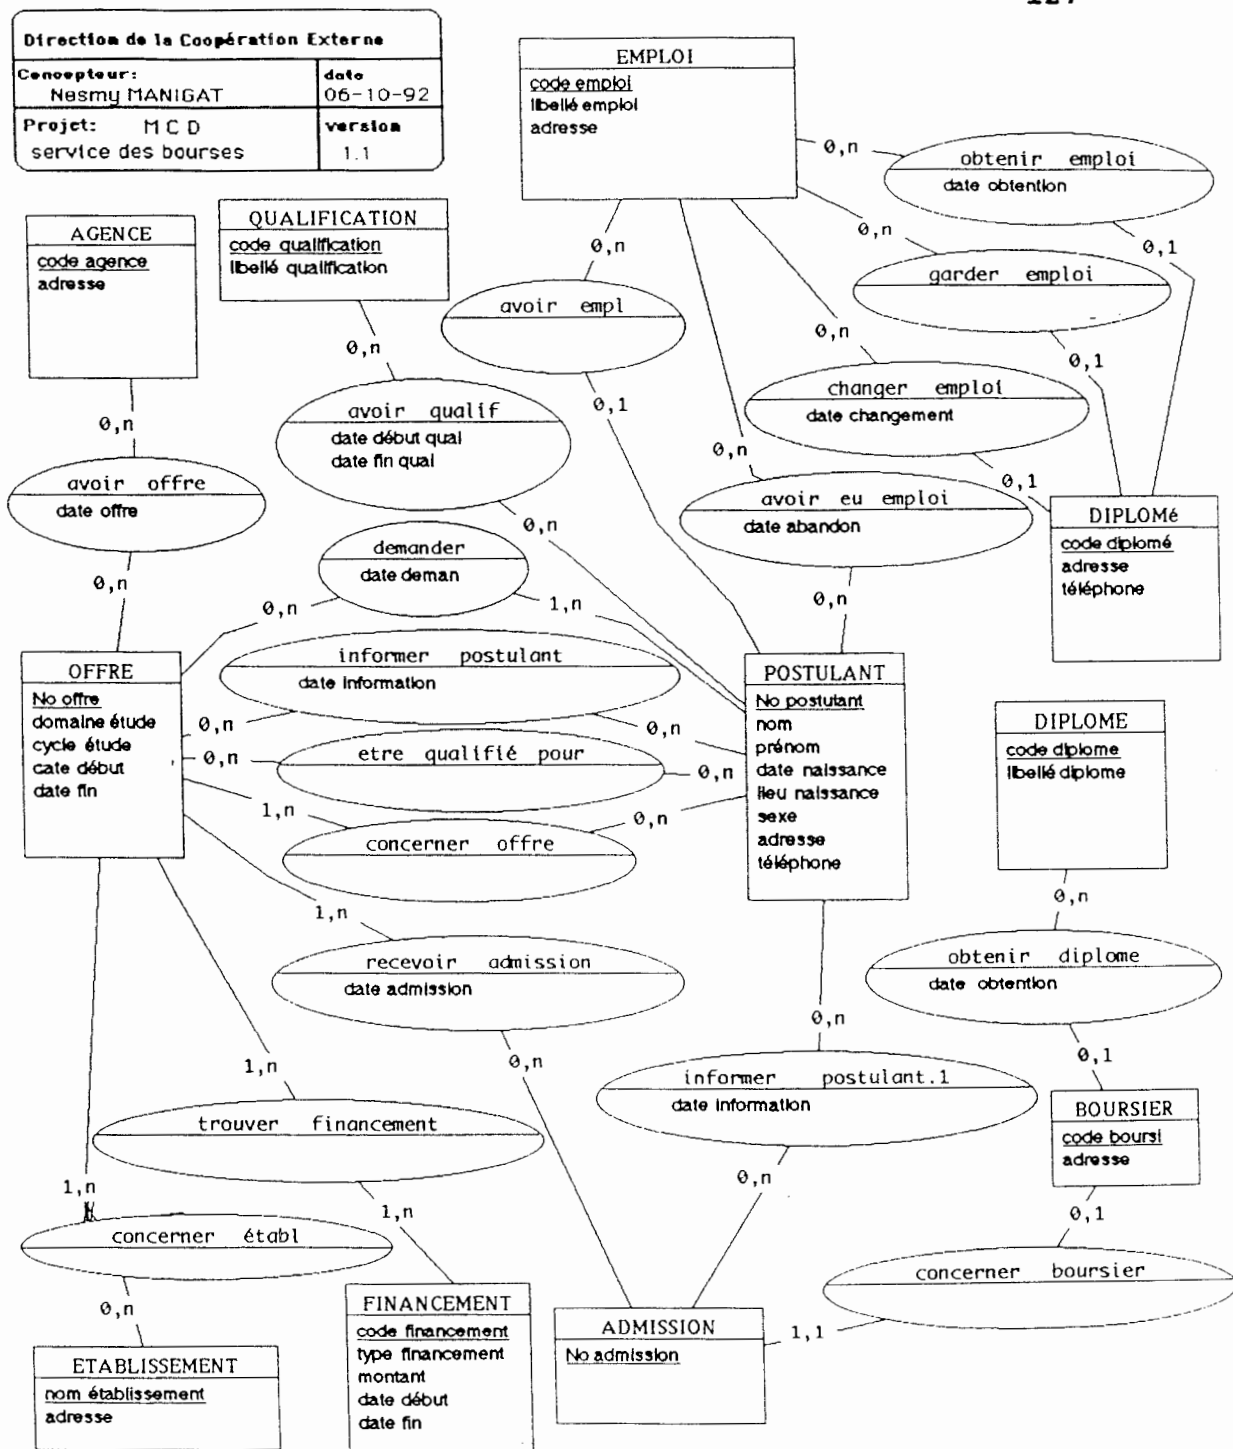 Direction de la Coopération Externe
Concepteur:
Nesmy MANIGAT
date
06-10-92
Projet: M C D
service des bourses
version
1.1
EMPLOI
code emploi
libellé emploi
adresse
0,n
obtenir emploi
date obtention
0,1
AGENCE
code agence
adresse
QUALIFICATION
code qualification
libellé qualification
0,n
avoir empl
0,1
0,n
garder emploi
0,1
0,n
changer emploi
date changement
0,1
0,n
avoir qualif
date début qual
date fin qual
0,n
0,n
avoir eu emploi
date abandon
0,n
0,n
avoir offre
date offre
0,n
DIPLOMé
code diplomé
adresse
téléphone
demander
date deman
0,n
1,n
OFFRE
No offre
domaine étude
cycle étude
cate début
date fin
informer postulant
date information
0,n
0,n
etre qualifié pour
0,n
0,n
concerner offre
1,n
0,n
POSTULANT
No postulant
nom
prénom
date naissance
lieu naissance
sexe
adresse
téléphone
DIPLOME
code diplome
libellé diplome
0,n
obtenir diplome
date obtention
0,1
1,n
recevoir admission
date admission
0,n
0,n
informer postulant.1
date information
0,n
BOURSIER
code boursi
adresse
0,1
concerner boursier
1,1
1,n
trouver financement
1,n
1,n
concerner établ
0,n
ETABLISSEMENT
nom établissement
adresse
FINANCEMENT
code financement
type financement
montant
date début
date fin
ADMISSION
No admission